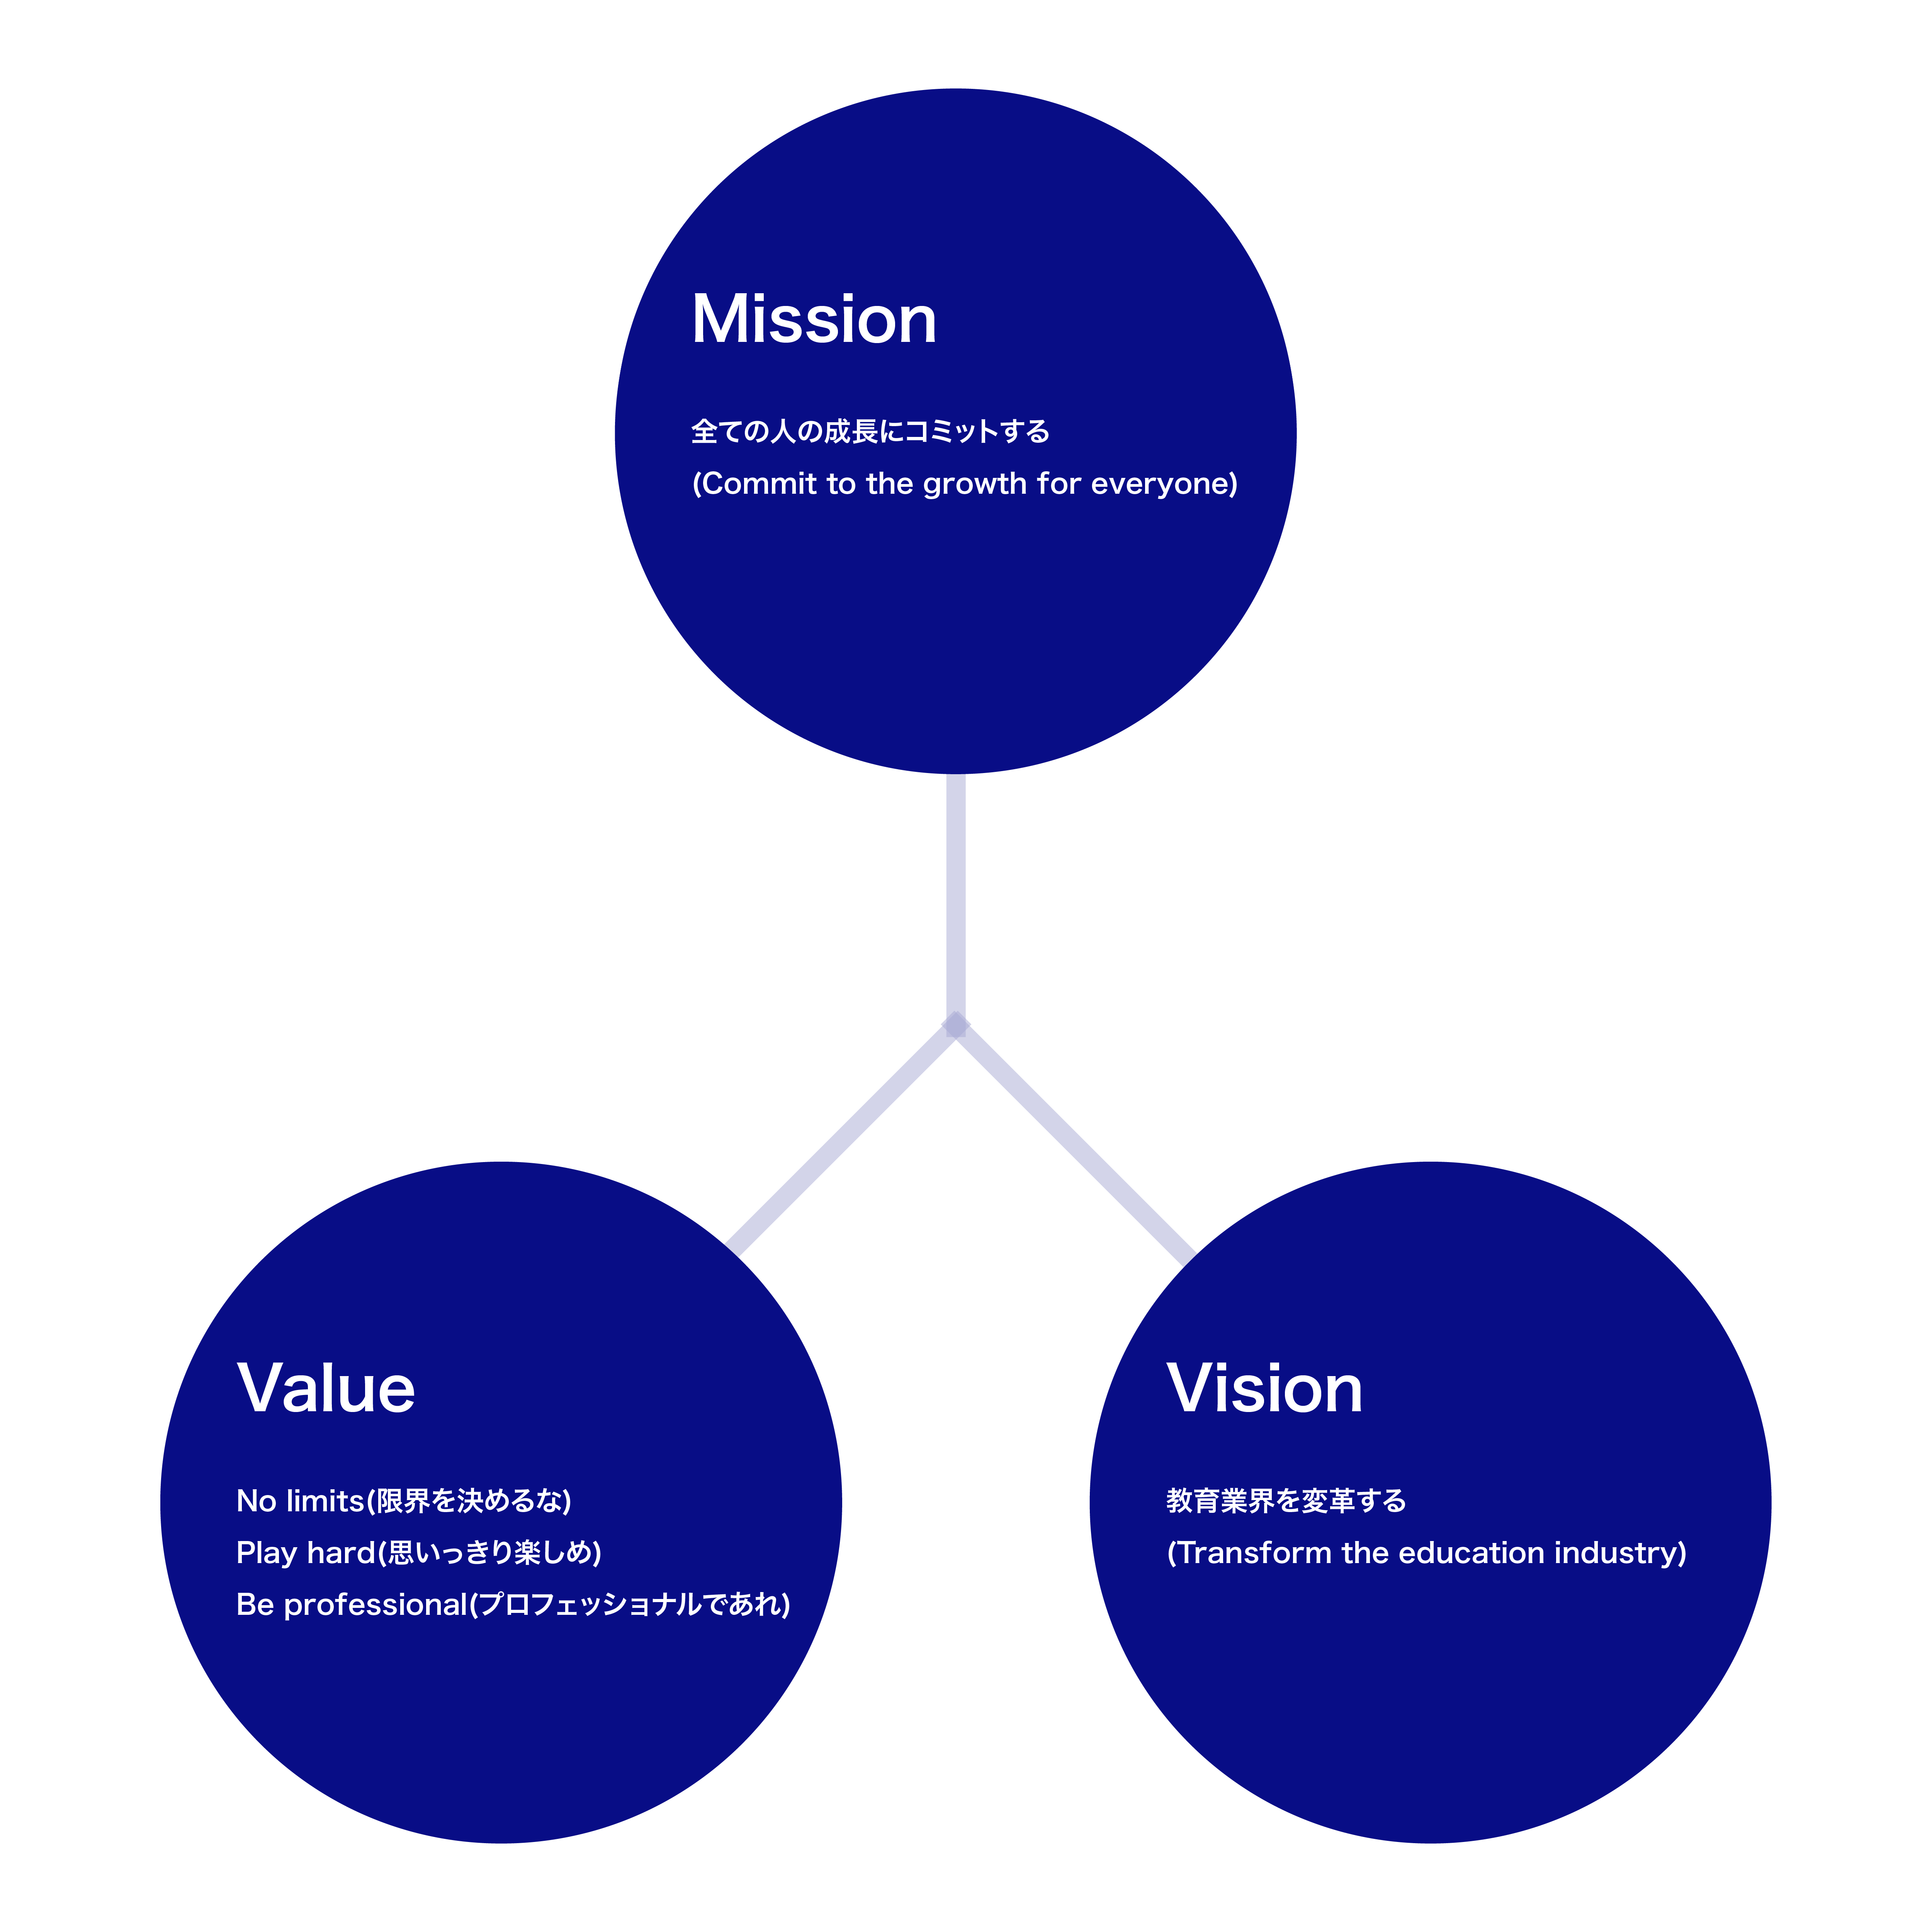 Mission
全ての人の成長にコミットする
(Commit to the growth for everyone)
Value
No limits(限界を決めるな)
Play hard(思いっきり楽しめ)
Be professional(プロフェッショナルであれ)
Vision
教育業界を変革する
(Transform the education industry)